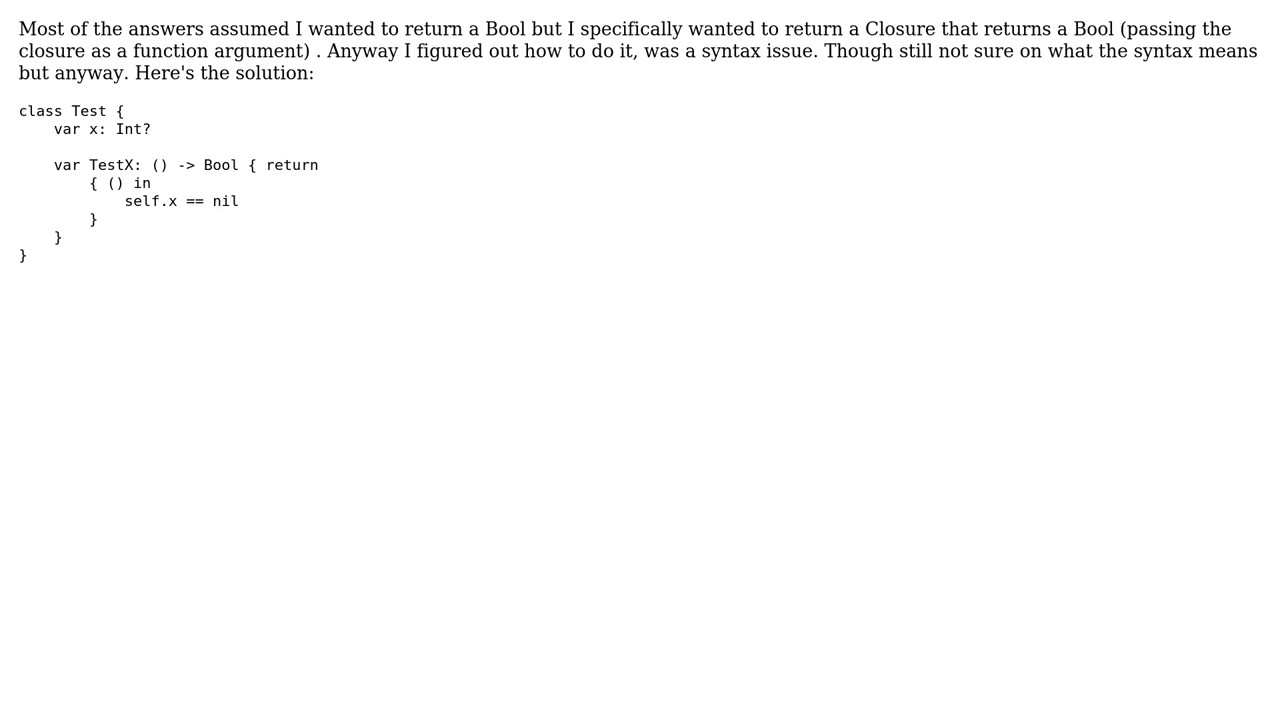 Most of the answers assumed I wanted to return a Bool but I specifically wanted to return a Closure that returns a Bool (passing the
closure as a function argument) . Anyway I figured out how to do it, was a syntax issue. Though still not sure on what the syntax means
but anyway. Here's the solution:
class Test {
    var x: Int?
    var TestX: () -> Bool { return
        { () in
            self.x == nil
        }
    }
}